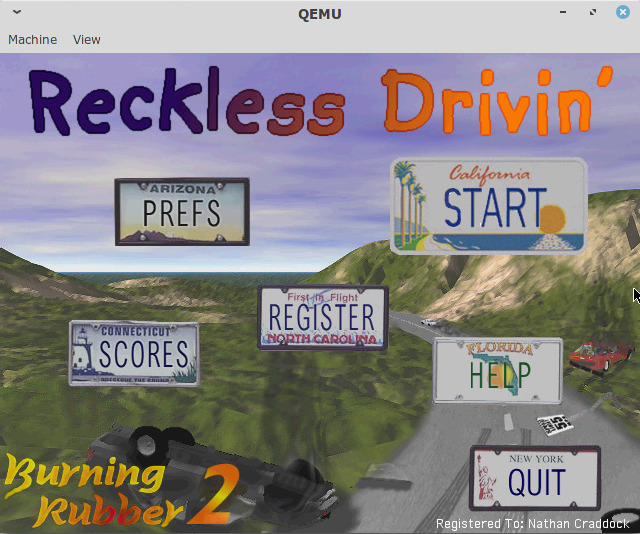 QEMU
Machine View
Reckless Drivin'
ARIZONA
PREFS
California
START
First in Flight
REGISTER
NORTH CAROLINA
CONNECTICUT
SCORES
FLORIDA
HELP
55
NEW YORK
QUIT
Burning
Rubber 2
Registered To: Nathan Craddock